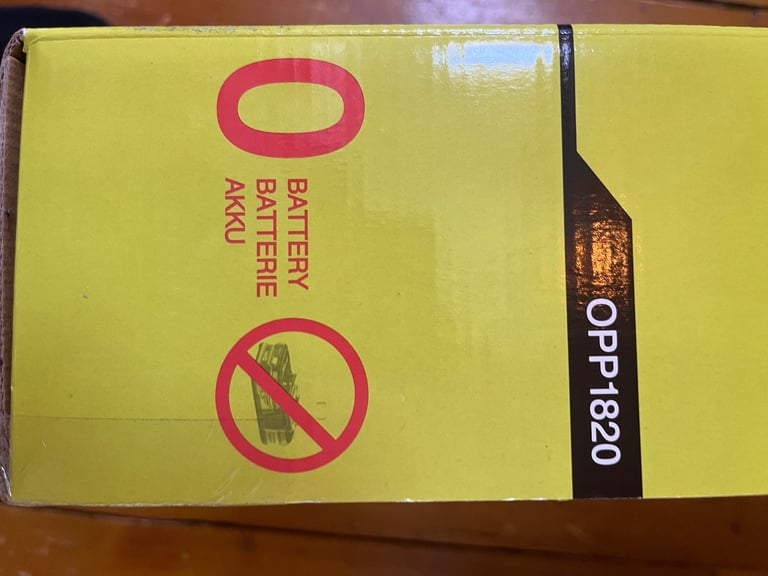 OPP1820
0
BATTERY
BATTERIE
AKKU